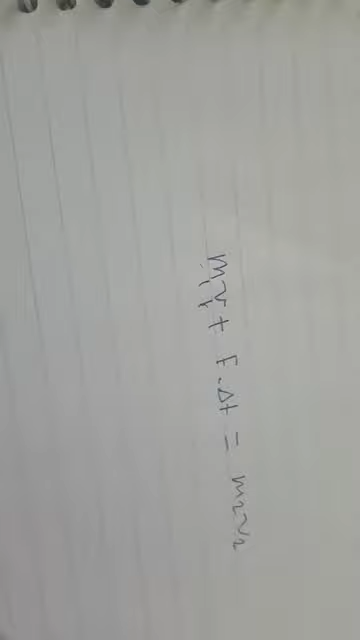 m₁v₁ + F.Δt = m₂v₂